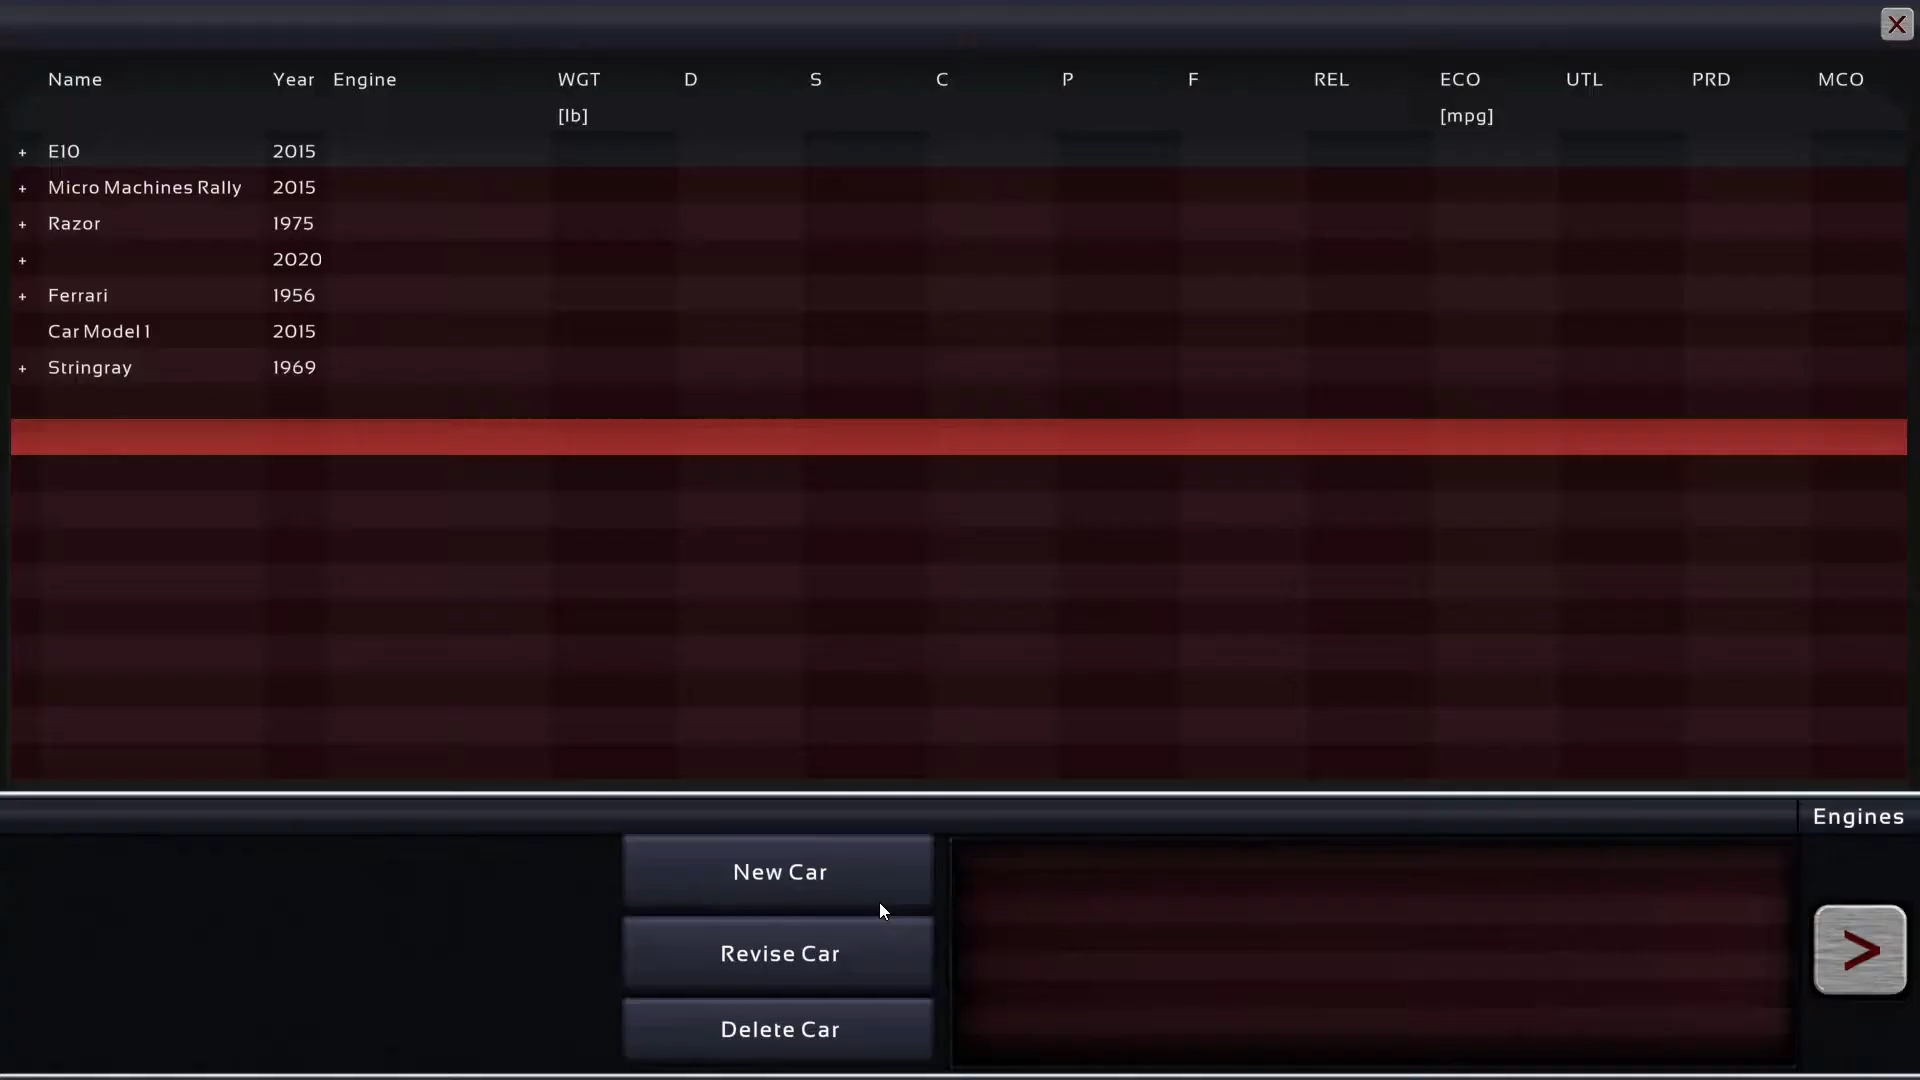 X
Name Year Engine WGT D S C P F REL ECO UTL PRD MCO
[lb] [mpg]
+ E10 2015
+ Micro Machines Rally 2015
+ Razor 1975
+ 2020
+ Ferrari 1956
Car Model 1 2015
+ Stringray 1969
Engines
New Car
Revise Car
Delete Car
>